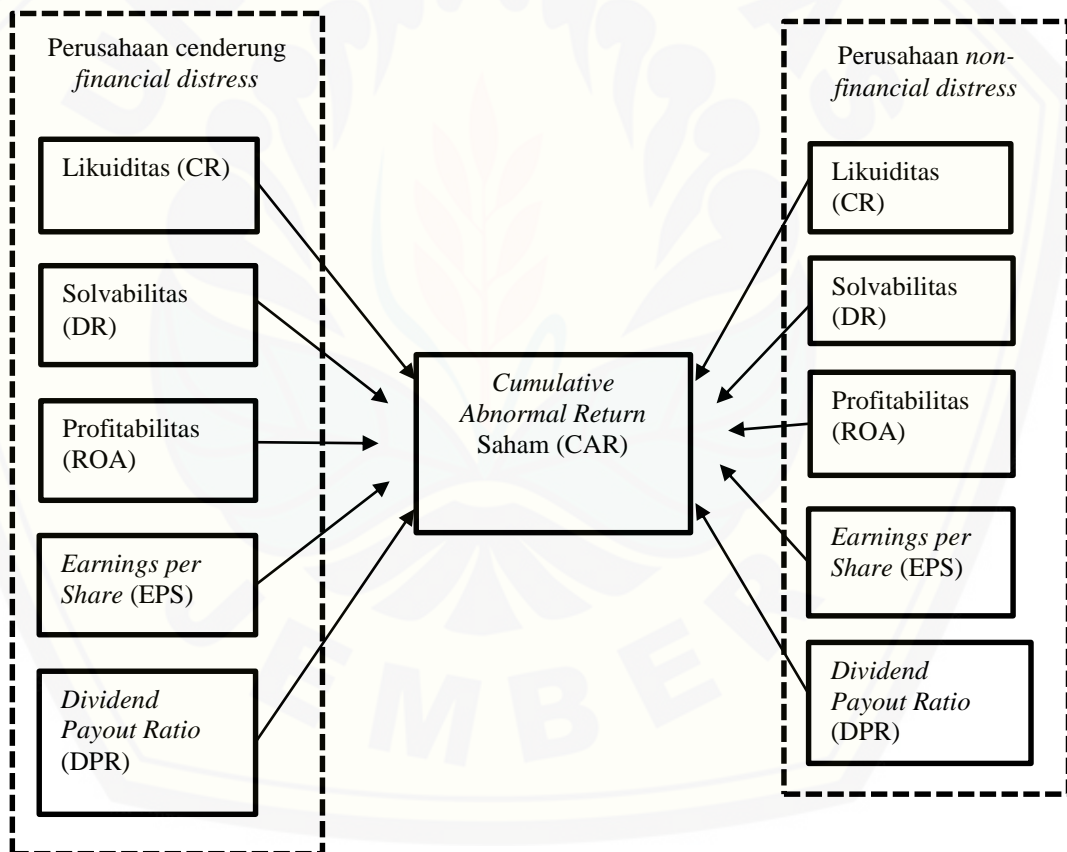 Perusahaan cenderung
financial distress
Likuiditas (CR)
Solvabilitas
(DR)
Profitabilitas
(ROA)
Earnings per
Share (EPS)
Dividend
Payout Ratio
(DPR)
Cumulative
Abnormal Return
Saham (CAR)
Perusahaan non-
financial distress
Likuiditas
(CR)
Solvabilitas
(DR)
Profitabilitas
(ROA)
Earnings per
Share (EPS)
Dividend
Payout Ratio
(DPR)
JEMBER